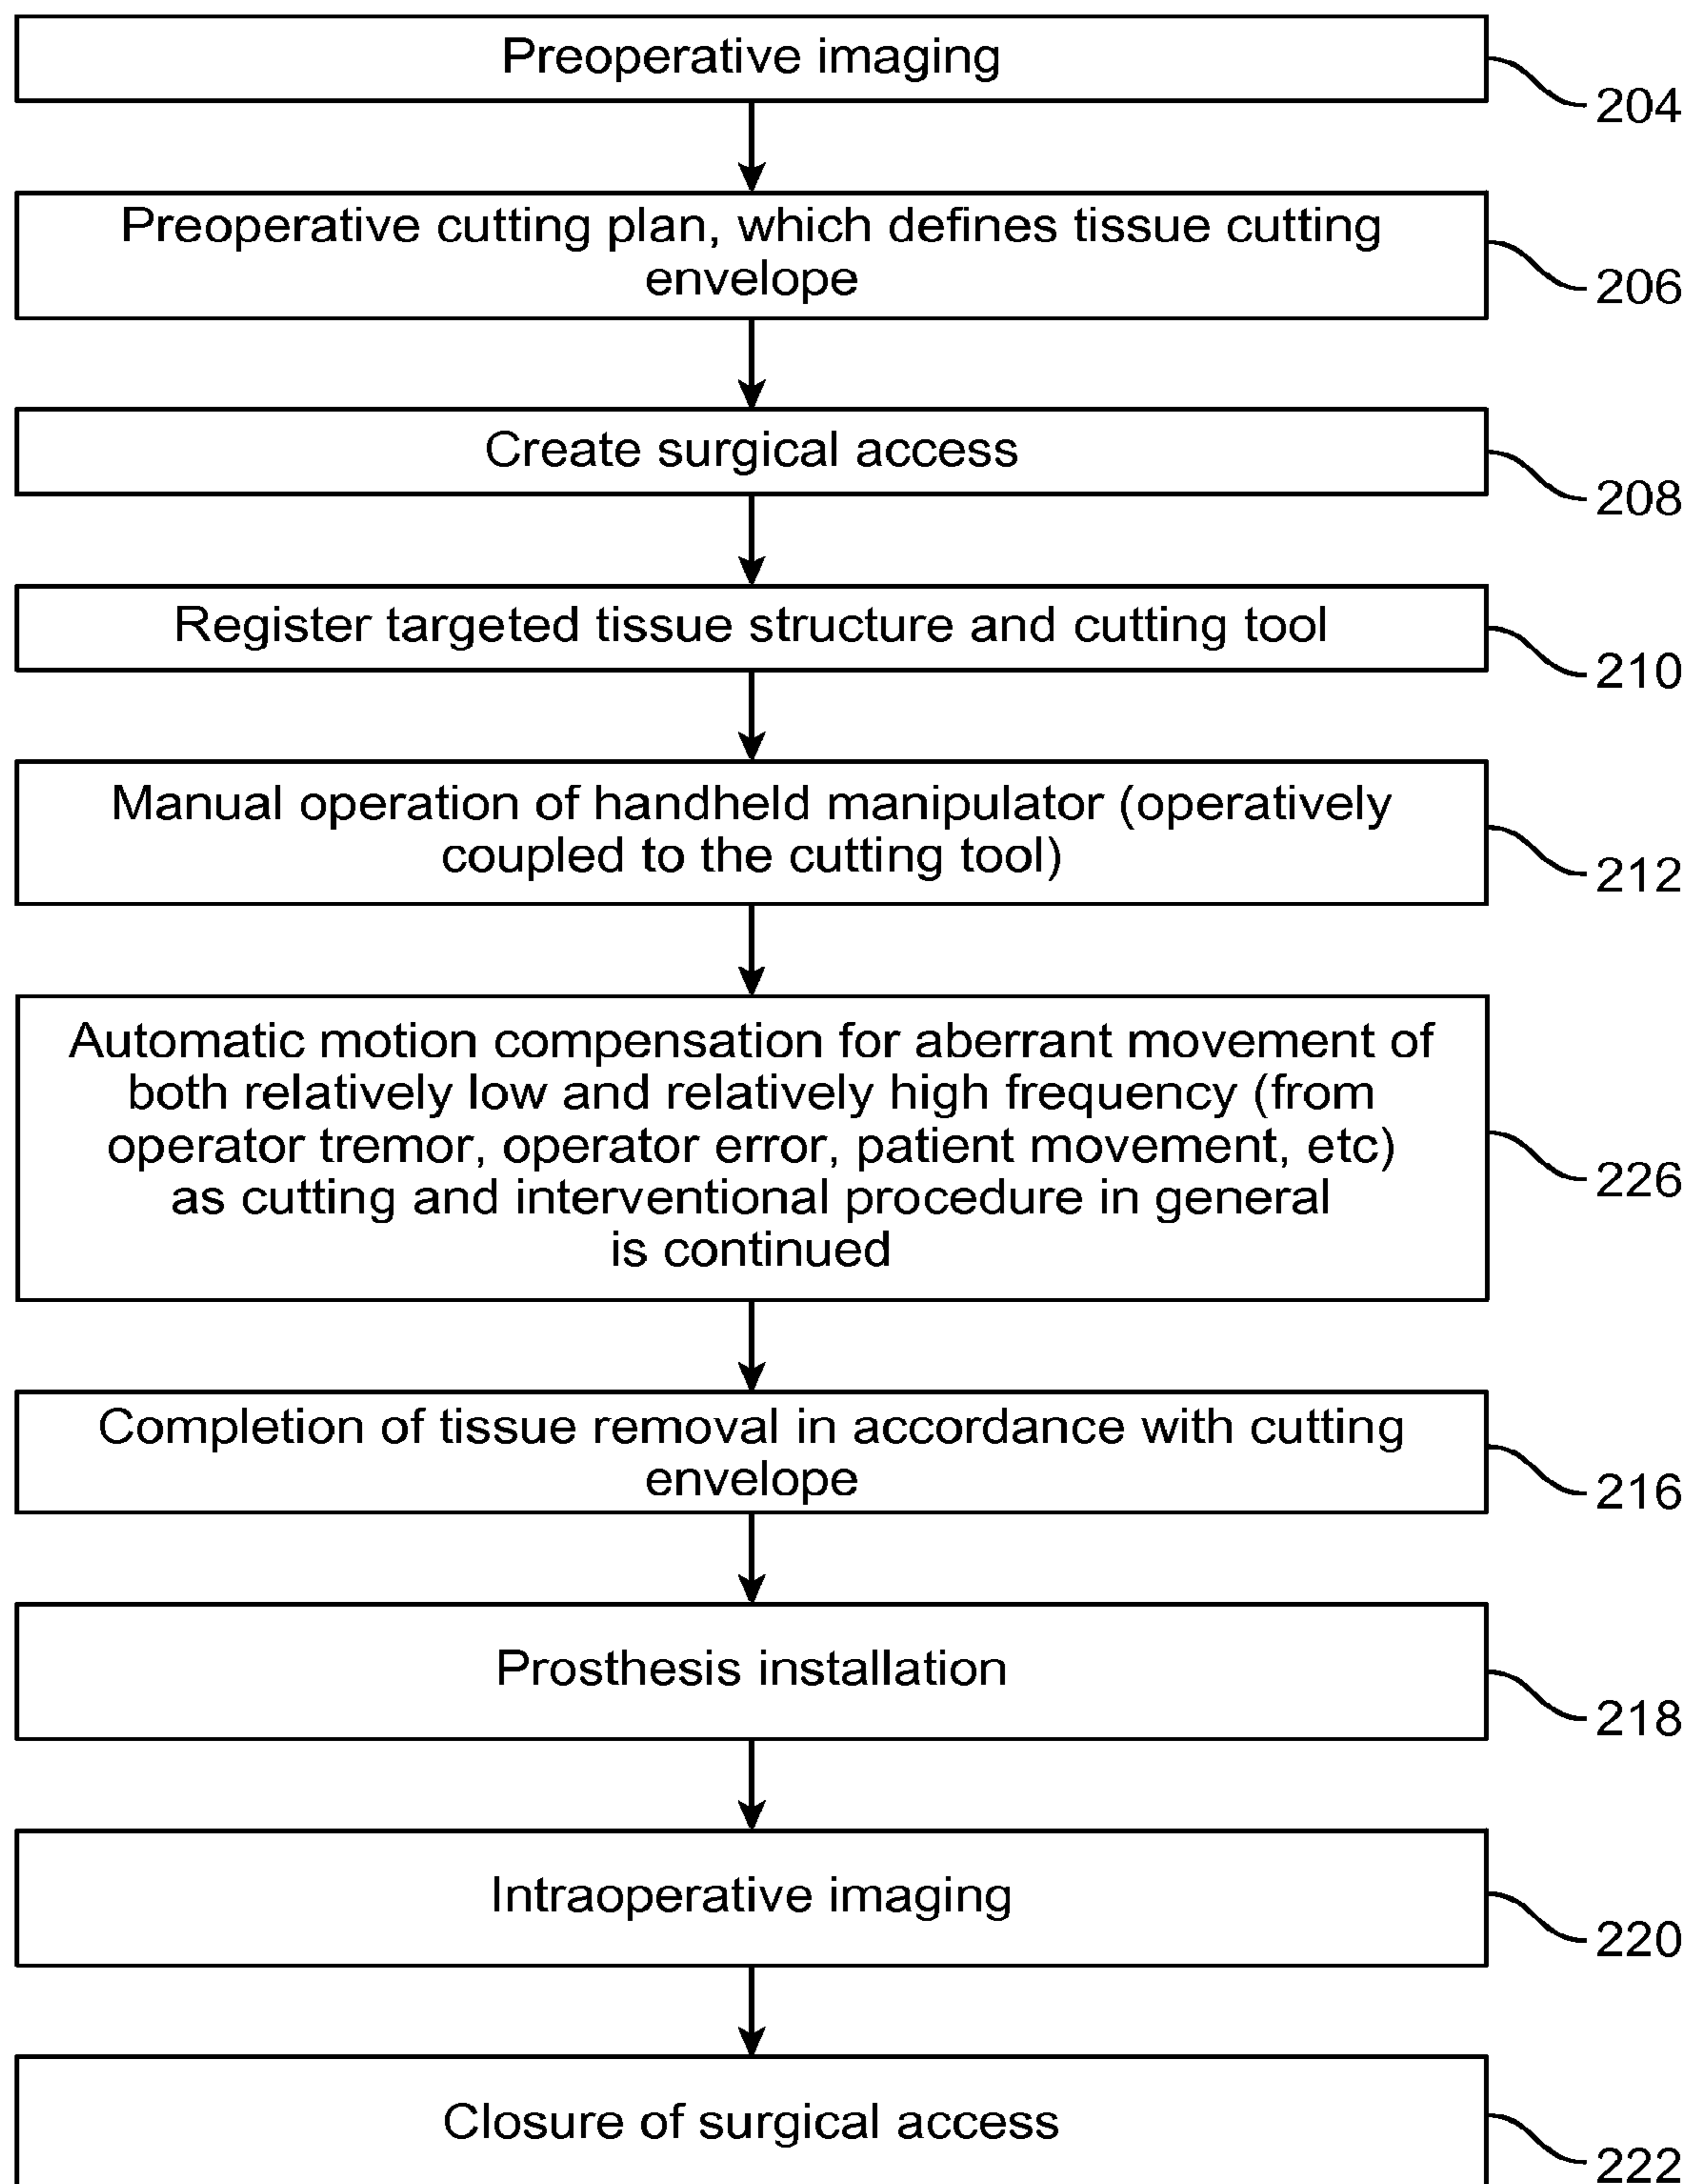 Preoperative imaging
204
Preoperative cutting plan, which defines tissue cutting
envelope
206
Create surgical access
208
Register targeted tissue structure and cutting tool
210
Manual operation of handheld manipulator (operatively
coupled to the cutting tool)
212
Automatic motion compensation for aberrant movement of
both relatively low and relatively high frequency (from
operator tremor, operator error, patient movement, etc)
as cutting and interventional procedure in general
is continued
226
Completion of tissue removal in accordance with cutting
envelope
216
Prosthesis installation
218
Intraoperative imaging
220
Closure of surgical access
222